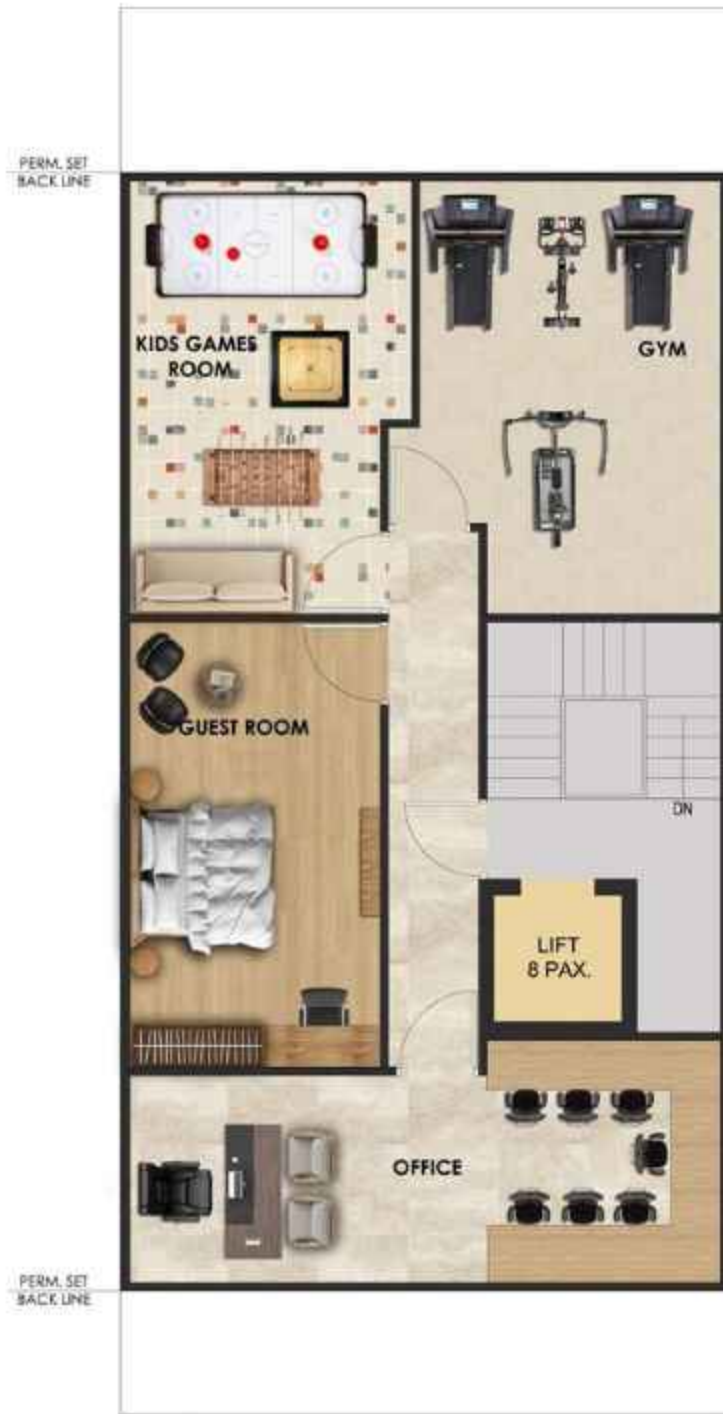 PERM. SET
BACK LINE
KIDS GAMES
ROOM
GYM
GUEST ROOM
DN
LIFT
8 PAX.
OFFICE
PERM. SET
BACK LINE